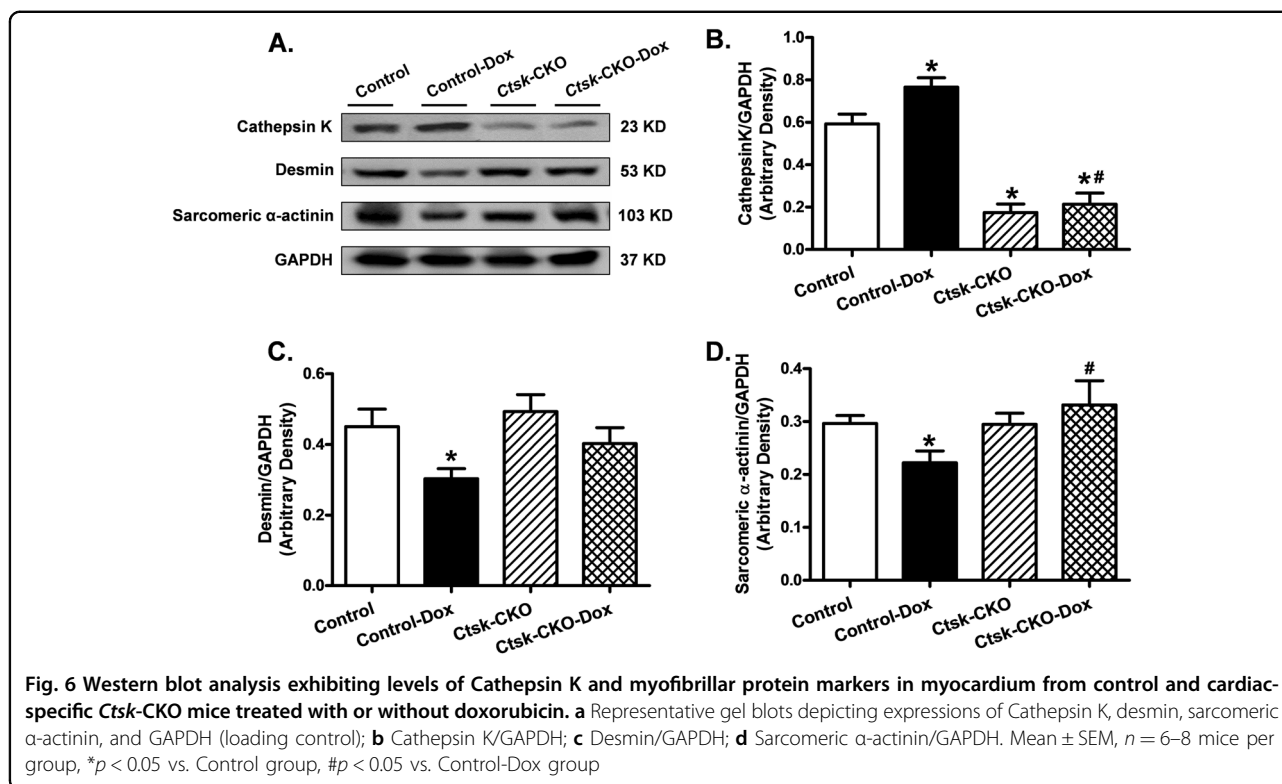 A.
Control
Control-Dox
Ctsk-CKO
Ctsk-CKO-Dox
Cathepsin K
23 KD
Desmin
53 KD
Sarcomeric α-actinin
103 KD
GAPDH
37 KD
B.
CathepsinK/GAPDH
(Arbitrary Density)
1.0
0.8
0.6
0.4
0.2
0.0
*
*
*#
Control
Control-Dox
Ctsk-CKO
Ctsk-CKO-Dox
C.
Desmin/GAPDH
(Arbitrary Density)
0.6
0.4
0.2
0.0
*
Control
Control-Dox
Ctsk-CKO
Ctsk-CKO-Dox
D.
Sarcomeric α-actinin/GAPDH
(Arbitrary Density)
0.4
0.3
0.2
0.3
0.0
*
#
Control
Control-Dox
Ctsk-CKO
Ctsk-CKO-Dox
Fig. 6 Western blot analysis exhibiting levels of Cathepsin K and myofibrillar protein markers in myocardium from control and cardiac-
specific Ctsk-CKO mice treated with or without doxorubicin. a Representative gel blots depicting expressions of Cathepsin K, desmin, sarcomeric
α-actinin, and GAPDH (loading control); b Cathepsin K/GAPDH; c Desmin/GAPDH; d Sarcomeric α-actinin/GAPDH. Mean ± SEM, n = 6–8 mice per
group, *p < 0.05 vs. Control group, #p < 0.05 vs. Control-Dox group